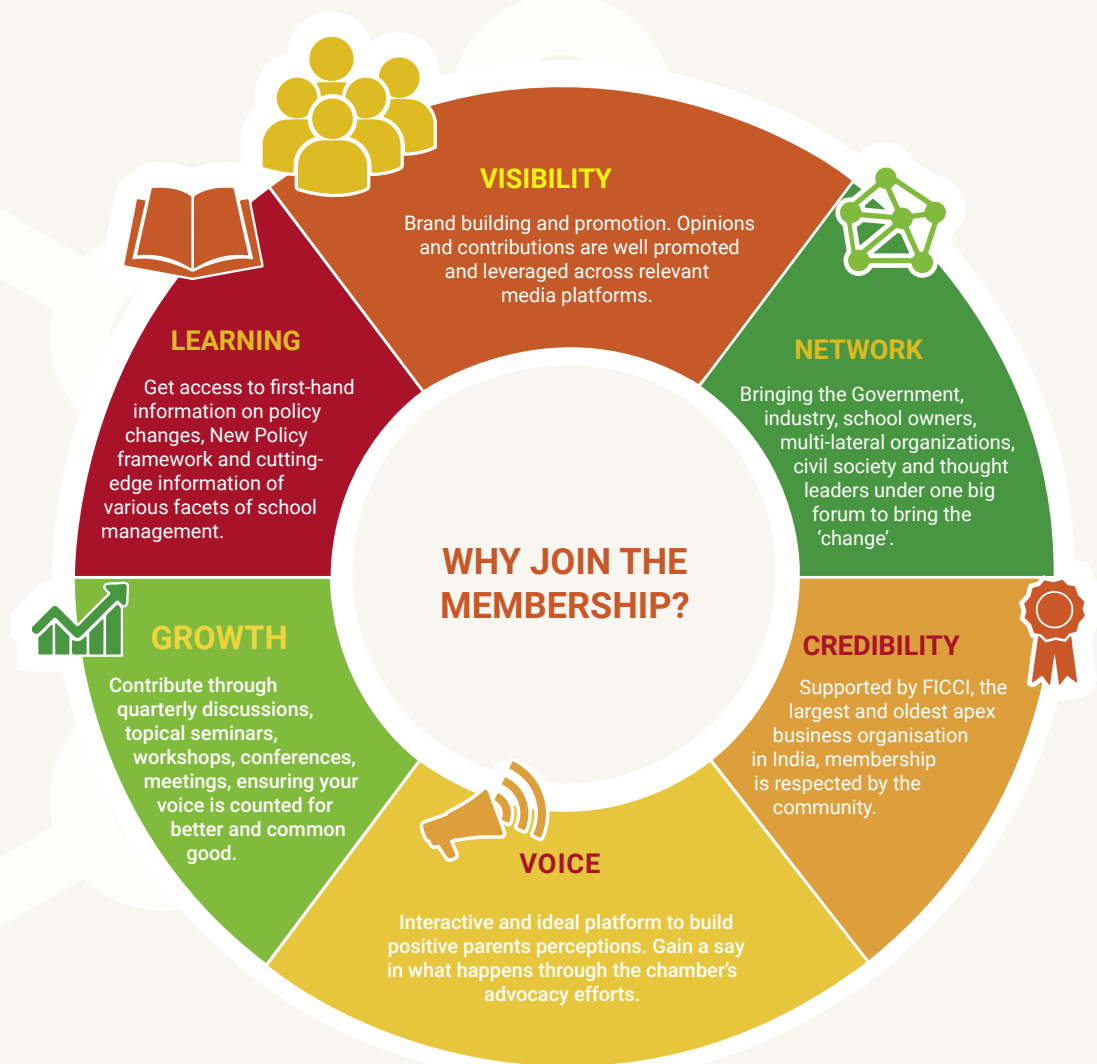 VISIBILITY
Brand building and promotion. Opinions
and contributions are well promoted
and leveraged across relevant
media platforms.
NETWORK
Bringing the Government,
industry, school owners,
multi-lateral organizations,
civil society and thought
leaders under one big
forum to bring the
‘change’.
CREDIBILITY
Supported by FICCI, the
largest and oldest apex
business organisation
in India, membership
is respected by the
community.
VOICE
Interactive and ideal platform to build
positive parents perceptions. Gain a say
in what happens through the chamber’s
advocacy efforts.
GROWTH
Contribute through
quarterly discussions,
topical seminars,
workshops, conferences,
meetings, ensuring your
voice is counted for
better and common
good.
LEARNING
Get access to first-hand
information on policy
changes, New Policy
framework and cutting-
edge information of
various facets of school
management.
WHY JOIN THE
MEMBERSHIP?